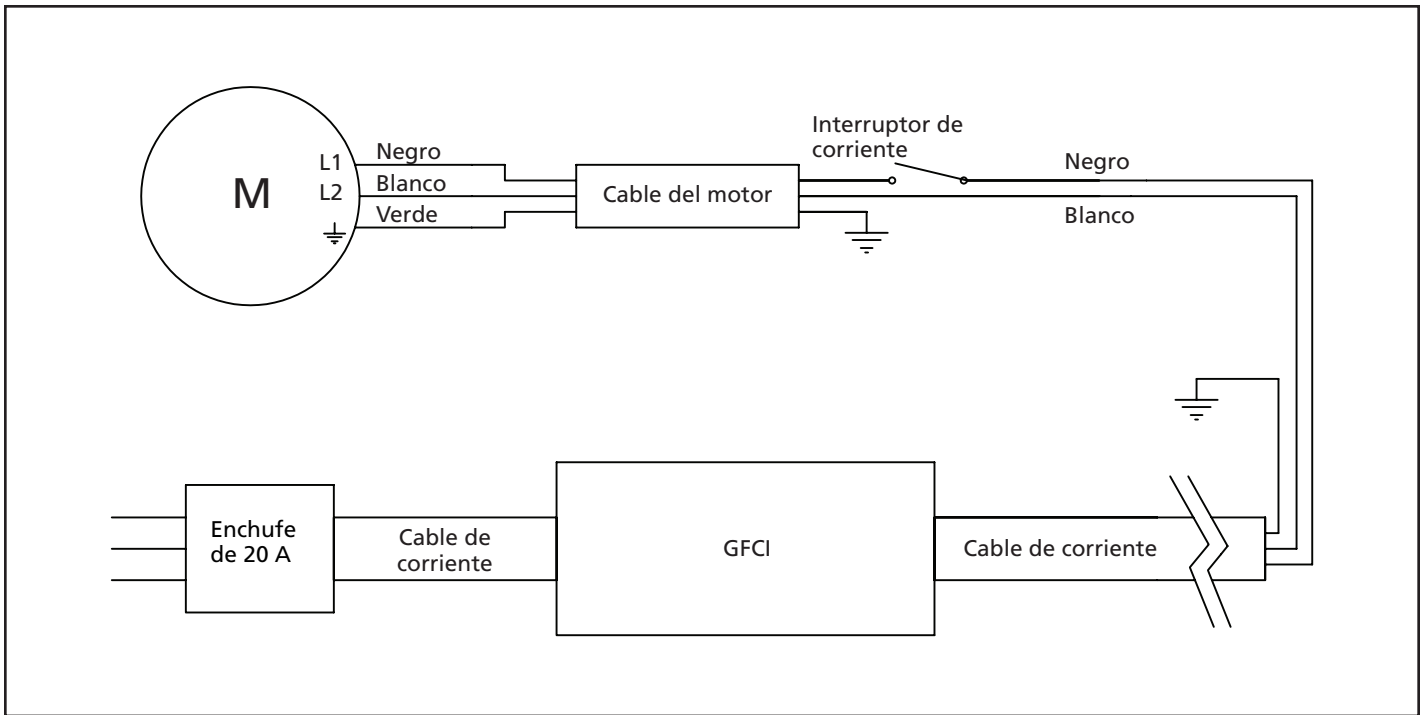 M
L1
L2
Negro
Blanco
Verde
Cable del motor
Interruptor de
corriente
Negro
Blanco
Enchufe
de 20 A
Cable de
corriente
GFCI
Cable de corriente